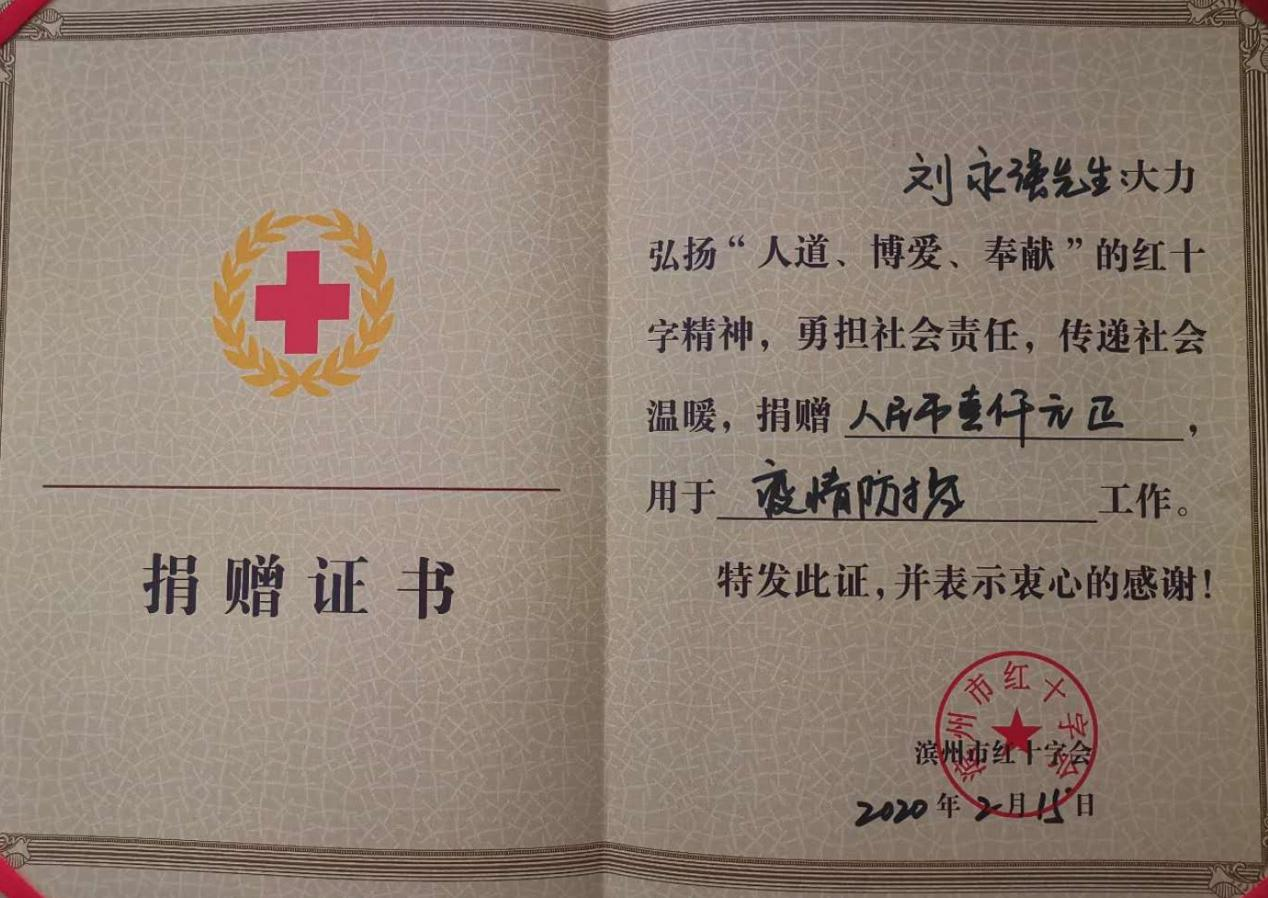 捐赠证书
刘永强先生:大力
弘扬“人道、博爱、奉献”的红十
字精神，勇担社会责任，传递社会
温暖，捐赠 人民币壹仟元正，
用于 疫情防控 工作。
特发此证，并表示衷心的感谢！
滨州市红十字会
滨州市红十字会
2020年2月15日